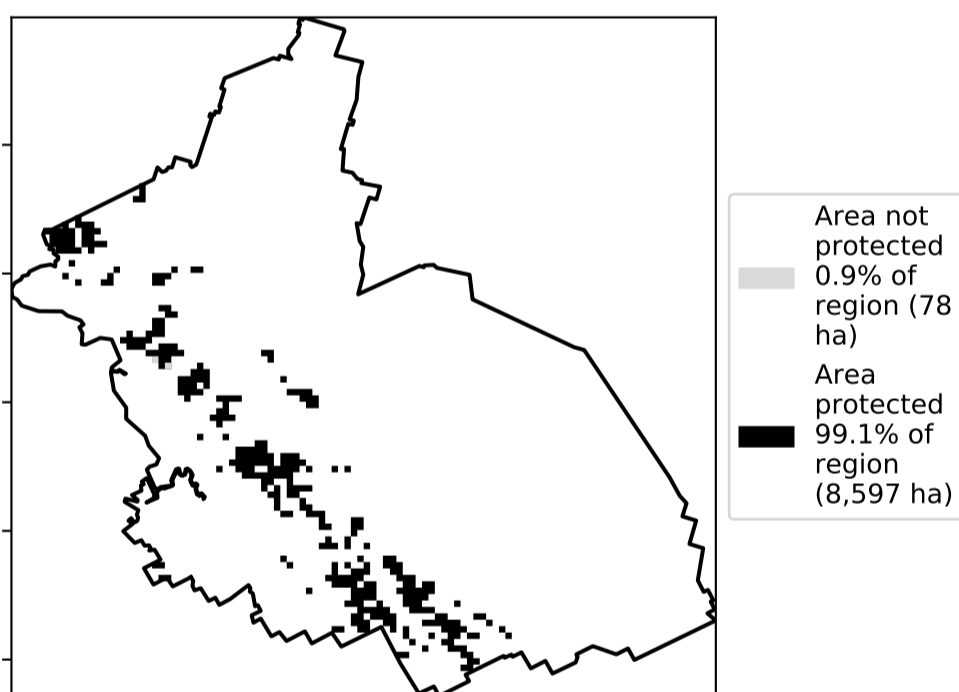 Area not
protected
0.9% of
region (78
ha)
Area
protected
99.1% of
region
(8,597 ha)